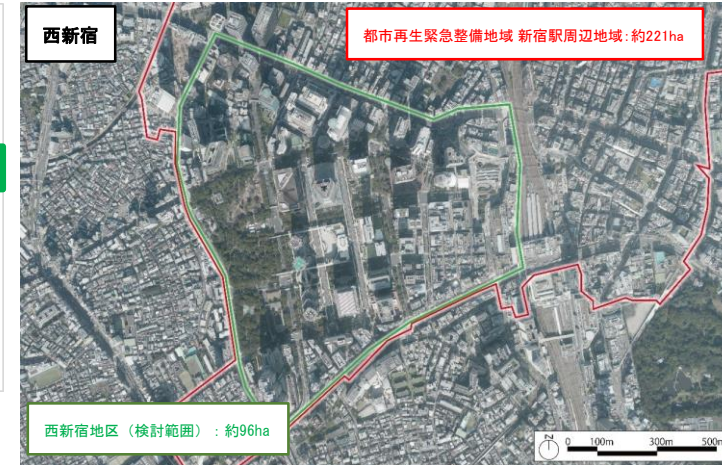 西新宿
都市再生緊急整備地域 新宿駅周辺地域：約221ha
西新宿地区（検討範囲）：約96ha
N
0 100m 300m 500m